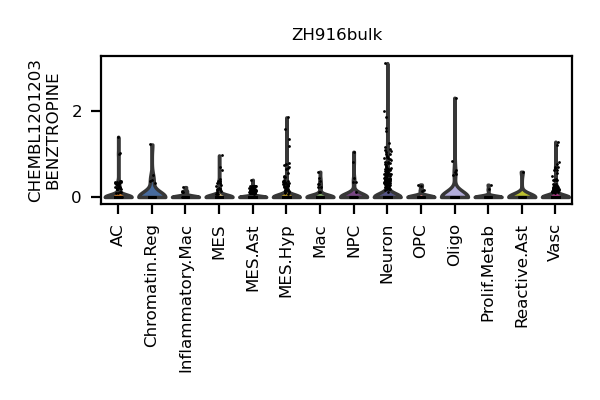 ZH916bulk
CHEMBL1201203
BENZTROPINE
2
0
AC
Chromatin.Reg
Inflammatory.Mac
MES
MES.Ast
MES.Hyp
Mac
NPC
Neuron
OPC
Oligo
Prolif.Metab
Reactive.Ast
Vasc